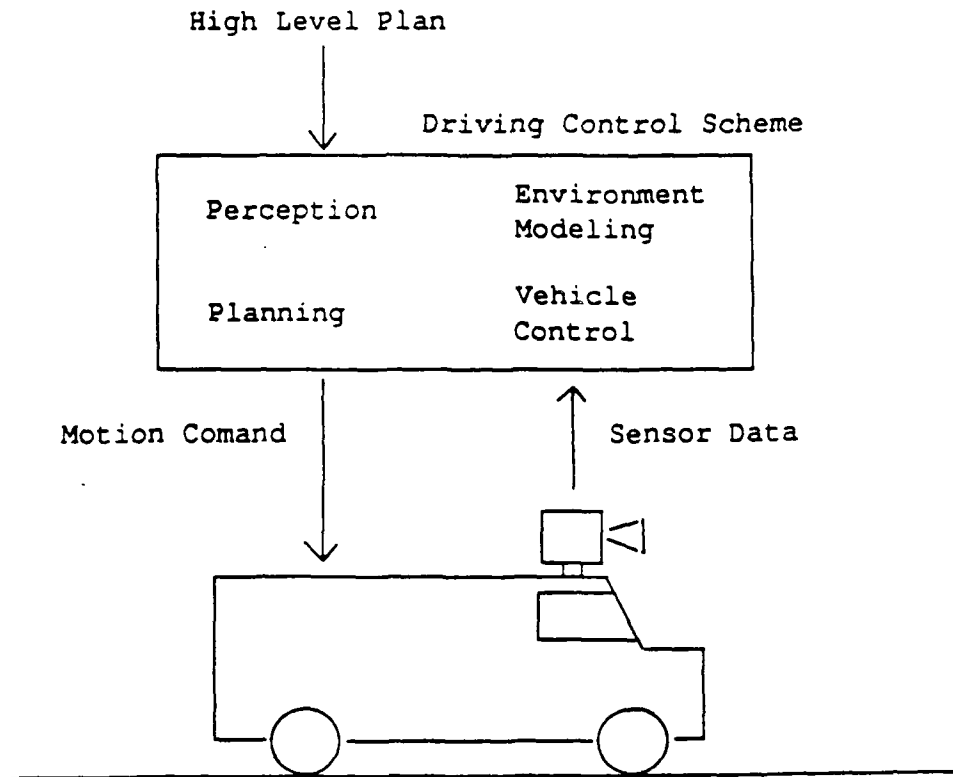 High Level Plan
Driving Control Scheme
Perception
Environment
Modeling
Planning
Vehicle
Control
Motion Comand
Sensor Data